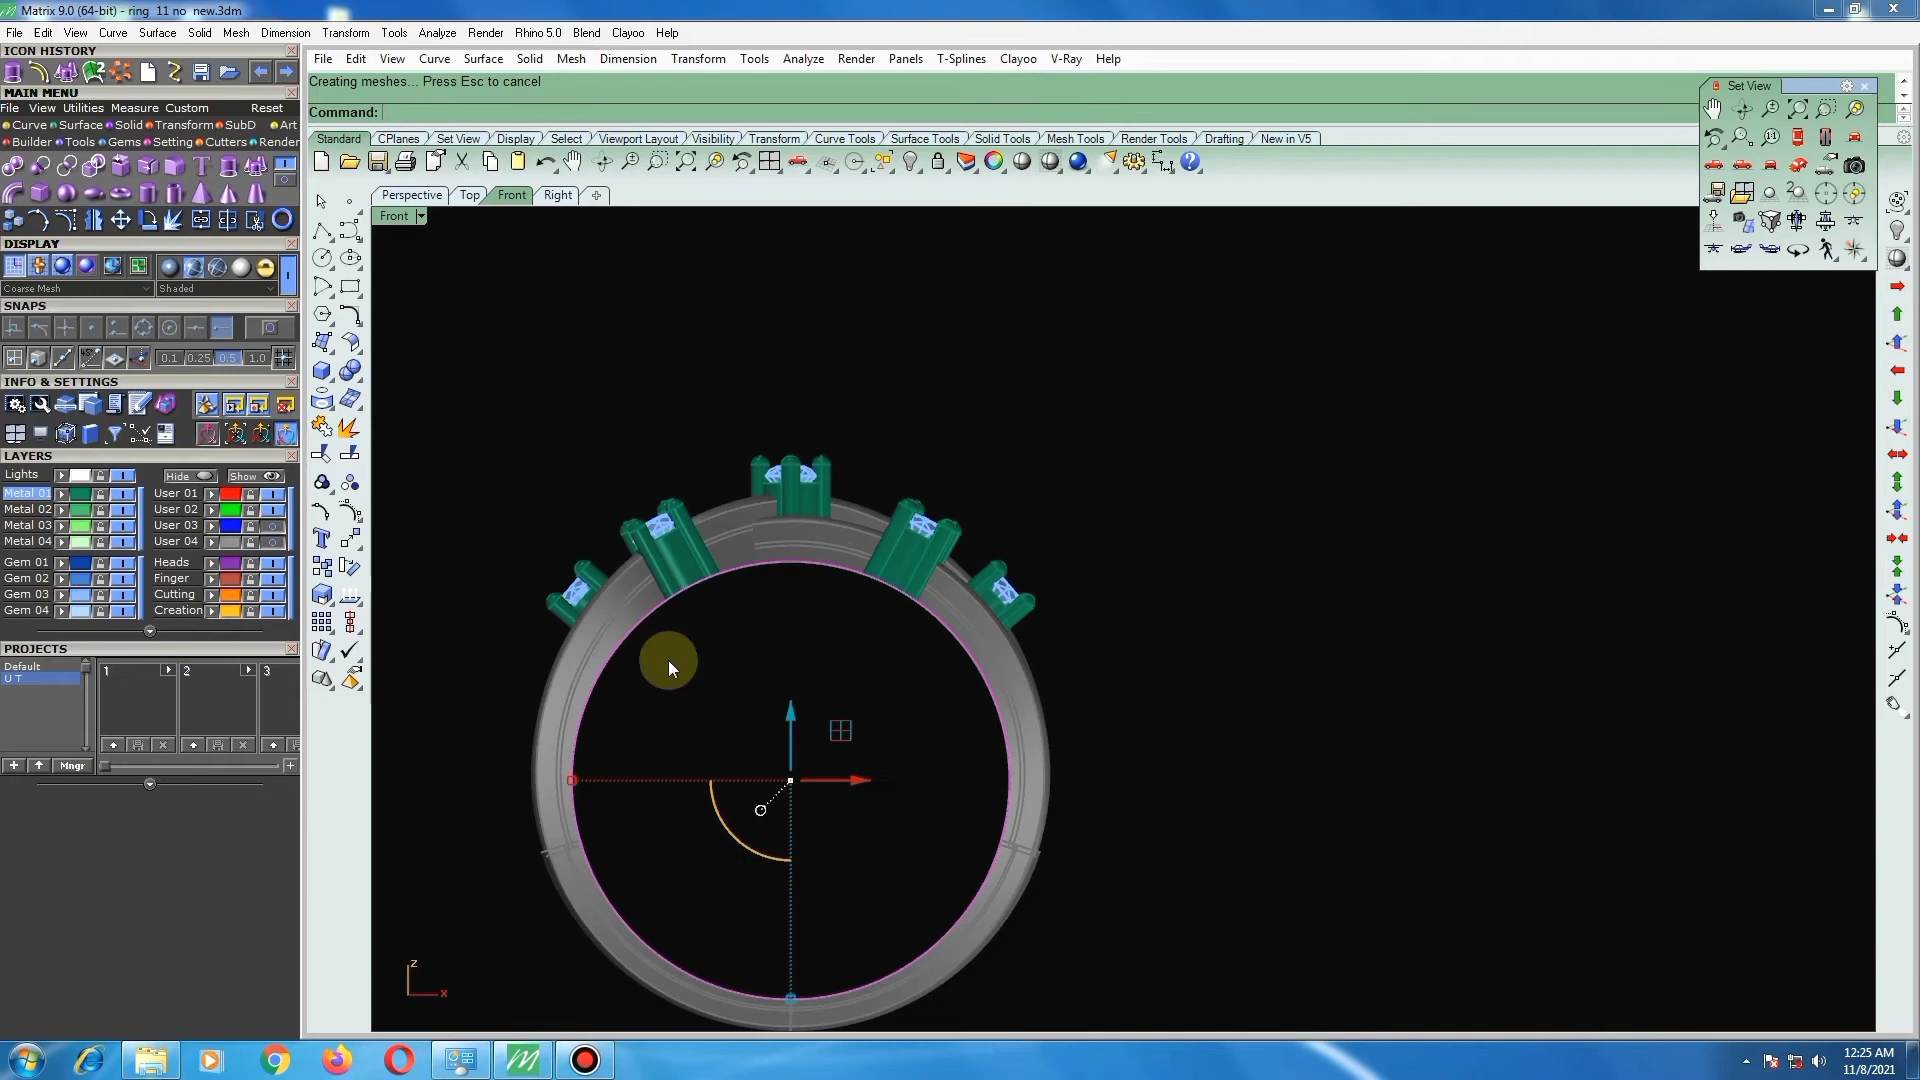 Matrix 9.0 (64-bit) - ring  11 no  new.3dm
File Edit View Curve Surface Solid Mesh Dimension Transform Tools Analyze Render Rhino 5.0 Blend Clayoo Help
ICON HISTORY
MAIN MENU
File View Utilities Measure Custom Reset
Curve Surface Solid Transform SubD Art
Builder Tools Gems Setting Cutters Render
DISPLAY
Coarse Mesh Shaded
SNAPS
0.1 0.25 0.5 1.0
INFO & SETTINGS
LAYERS
Lights Hide Show
Metal 01 User 01
Metal 02 User 02
Metal 03 User 03
Metal 04 User 04
Gem 01 Heads
Gem 02 Finger
Gem 03 Cutting
Gem 04 Creation
PROJECTS
Default
U T
1 2 3
Mngr
File Edit View Curve Surface Solid Mesh Dimension Transform Tools Analyze Render Panels T-Splines Clayoo V-Ray Help
Creating meshes... Press Esc to cancel
Command:
Standard CPlanes Set View Display Select Viewport Layout Visibility Transform Curve Tools Surface Tools Solid Tools Mesh Tools Render Tools Drafting New in V5
Perspective Top Front Right
Front
Set View
z
x
12:25 AM
11/8/2021